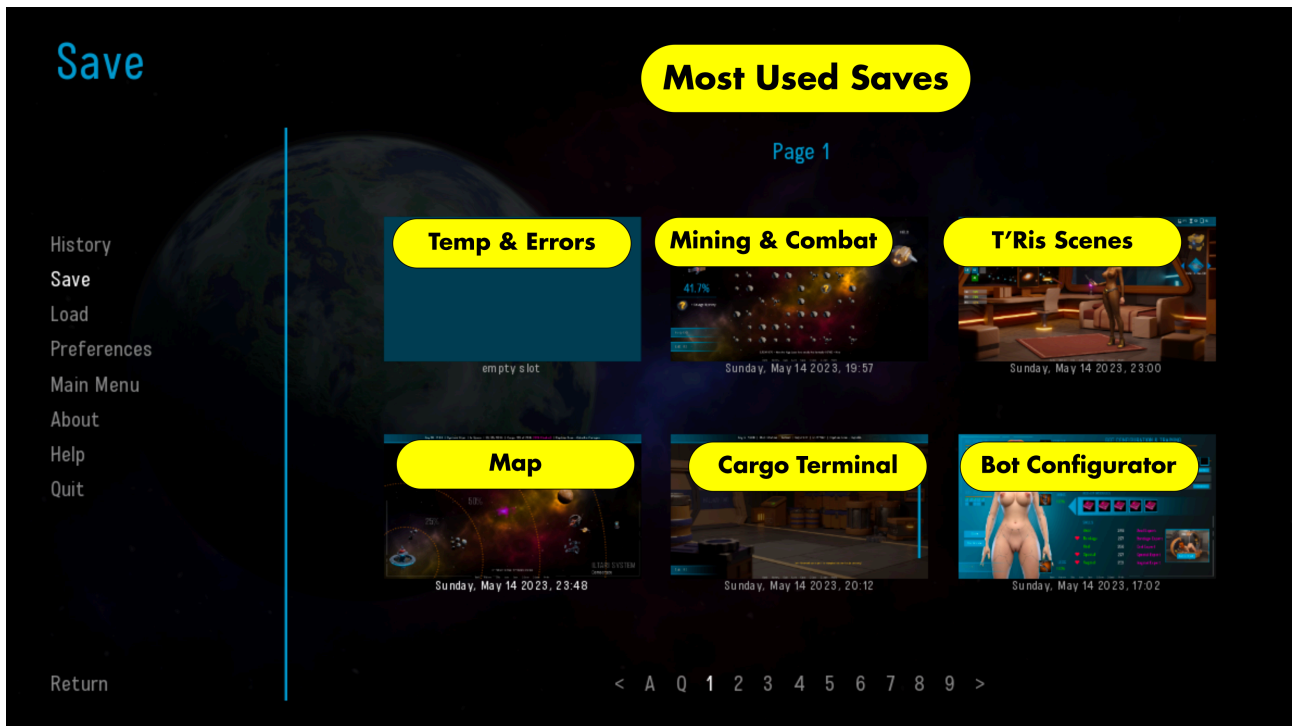 Save
Most Used Saves
Page 1
History
Save
Load
Preferences
Main Menu
About
Help
Quit
Return
Temp & Errors
empty slot
Mining & Combat
41.7%
Sunday, May 14 2023, 19:57
T’Ris Scenes
Sunday, May 14 2023, 23:00
Map
50%
25%
Sunday, May 14 2023, 23:48
Cargo Terminal
Sunday, May 14 2023, 20:12
Bot Configurator
Sunday, May 14 2023, 17:02
< A Q 1 2 3 4 5 6 7 8 9 >